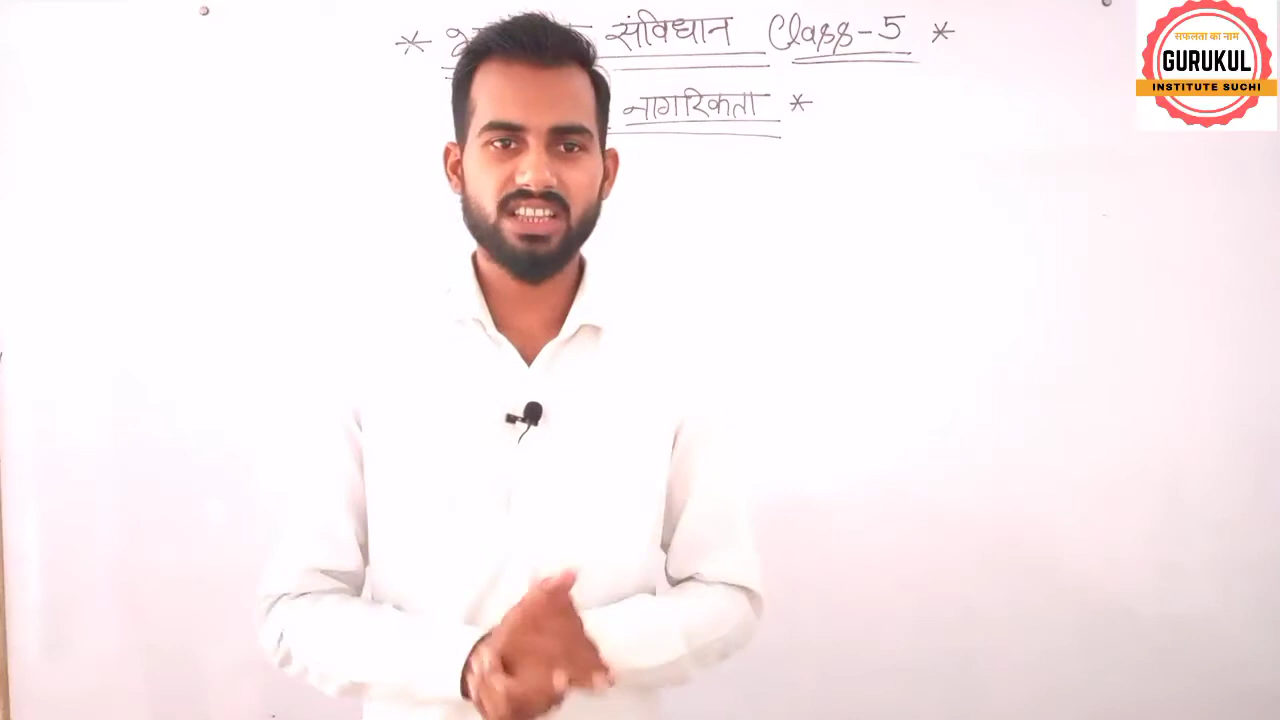 * संविधान Class-5 *
नागरिकता *
सफलता का नाम
GURUKUL
INSTITUTE SUCHI